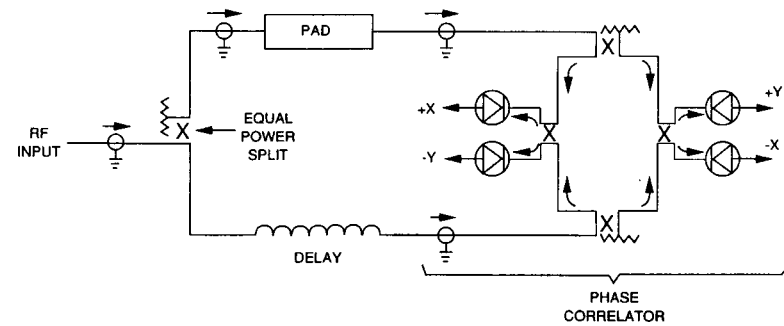 PAD
EQUAL
POWER
SPLIT
RF
INPUT
+X
-Y
+Y
-X
DELAY
PHASE
CORRELATOR